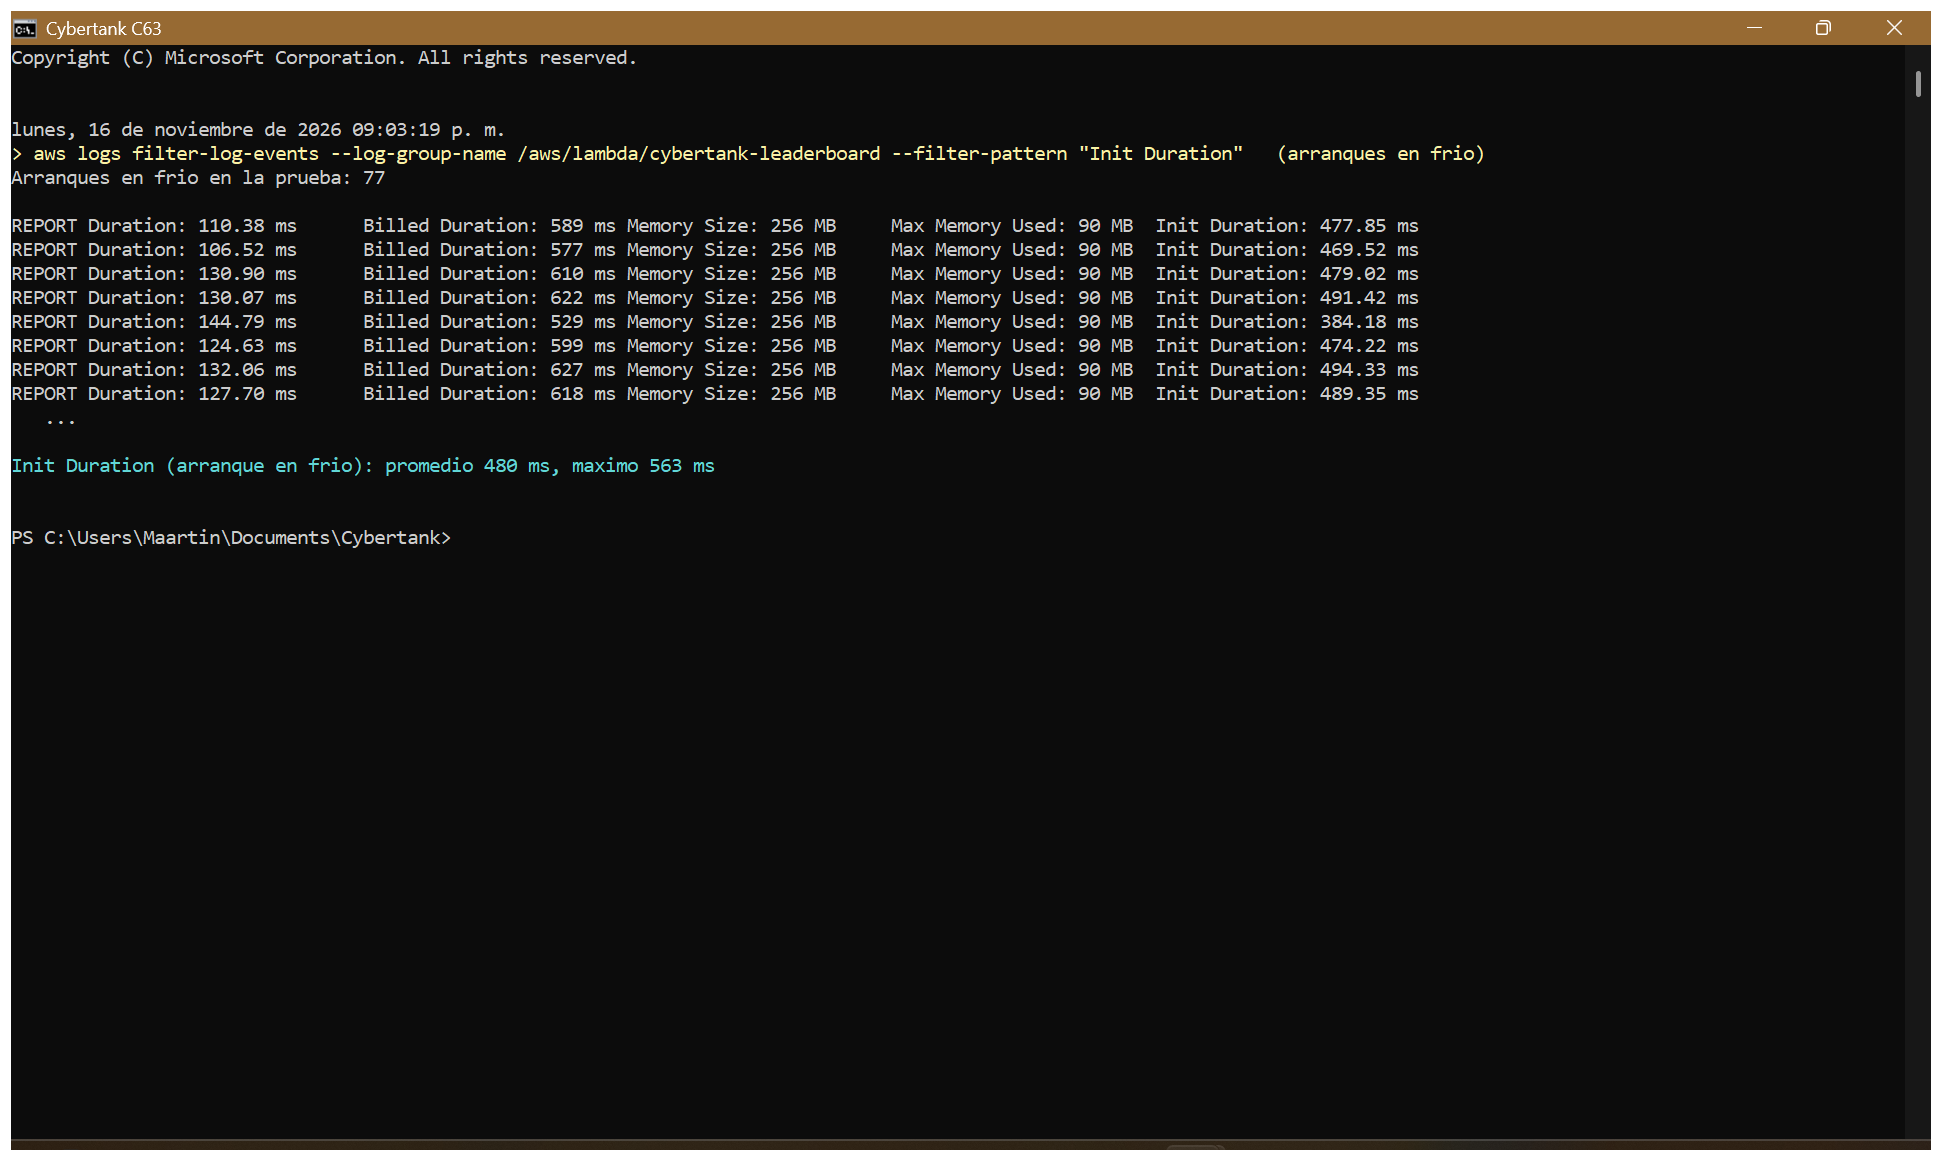 Cybertank C63
Copyright (C) Microsoft Corporation. All rights reserved.
lunes, 16 de noviembre de 2026 09:03:19 p. m.
> aws logs filter-log-events --log-group-name /aws/lambda/cybertank-leaderboard --filter-pattern "Init Duration"   (arranques en frio)
Arranques en frio en la prueba: 77
REPORT Duration: 110.38 ms      Billed Duration: 589 ms Memory Size: 256 MB     Max Memory Used: 90 MB  Init Duration: 477.85 ms
REPORT Duration: 106.52 ms      Billed Duration: 577 ms Memory Size: 256 MB     Max Memory Used: 90 MB  Init Duration: 469.52 ms
REPORT Duration: 130.90 ms      Billed Duration: 610 ms Memory Size: 256 MB     Max Memory Used: 90 MB  Init Duration: 479.02 ms
REPORT Duration: 130.07 ms      Billed Duration: 622 ms Memory Size: 256 MB     Max Memory Used: 90 MB  Init Duration: 491.42 ms
REPORT Duration: 144.79 ms      Billed Duration: 529 ms Memory Size: 256 MB     Max Memory Used: 90 MB  Init Duration: 384.18 ms
REPORT Duration: 124.63 ms      Billed Duration: 599 ms Memory Size: 256 MB     Max Memory Used: 90 MB  Init Duration: 474.22 ms
REPORT Duration: 132.06 ms      Billed Duration: 627 ms Memory Size: 256 MB     Max Memory Used: 90 MB  Init Duration: 494.33 ms
REPORT Duration: 127.70 ms      Billed Duration: 618 ms Memory Size: 256 MB     Max Memory Used: 90 MB  Init Duration: 489.35 ms
...
Init Duration (arranque en frio): promedio 480 ms, maximo 563 ms
PS C:\Users\Maartin\Documents\Cybertank>